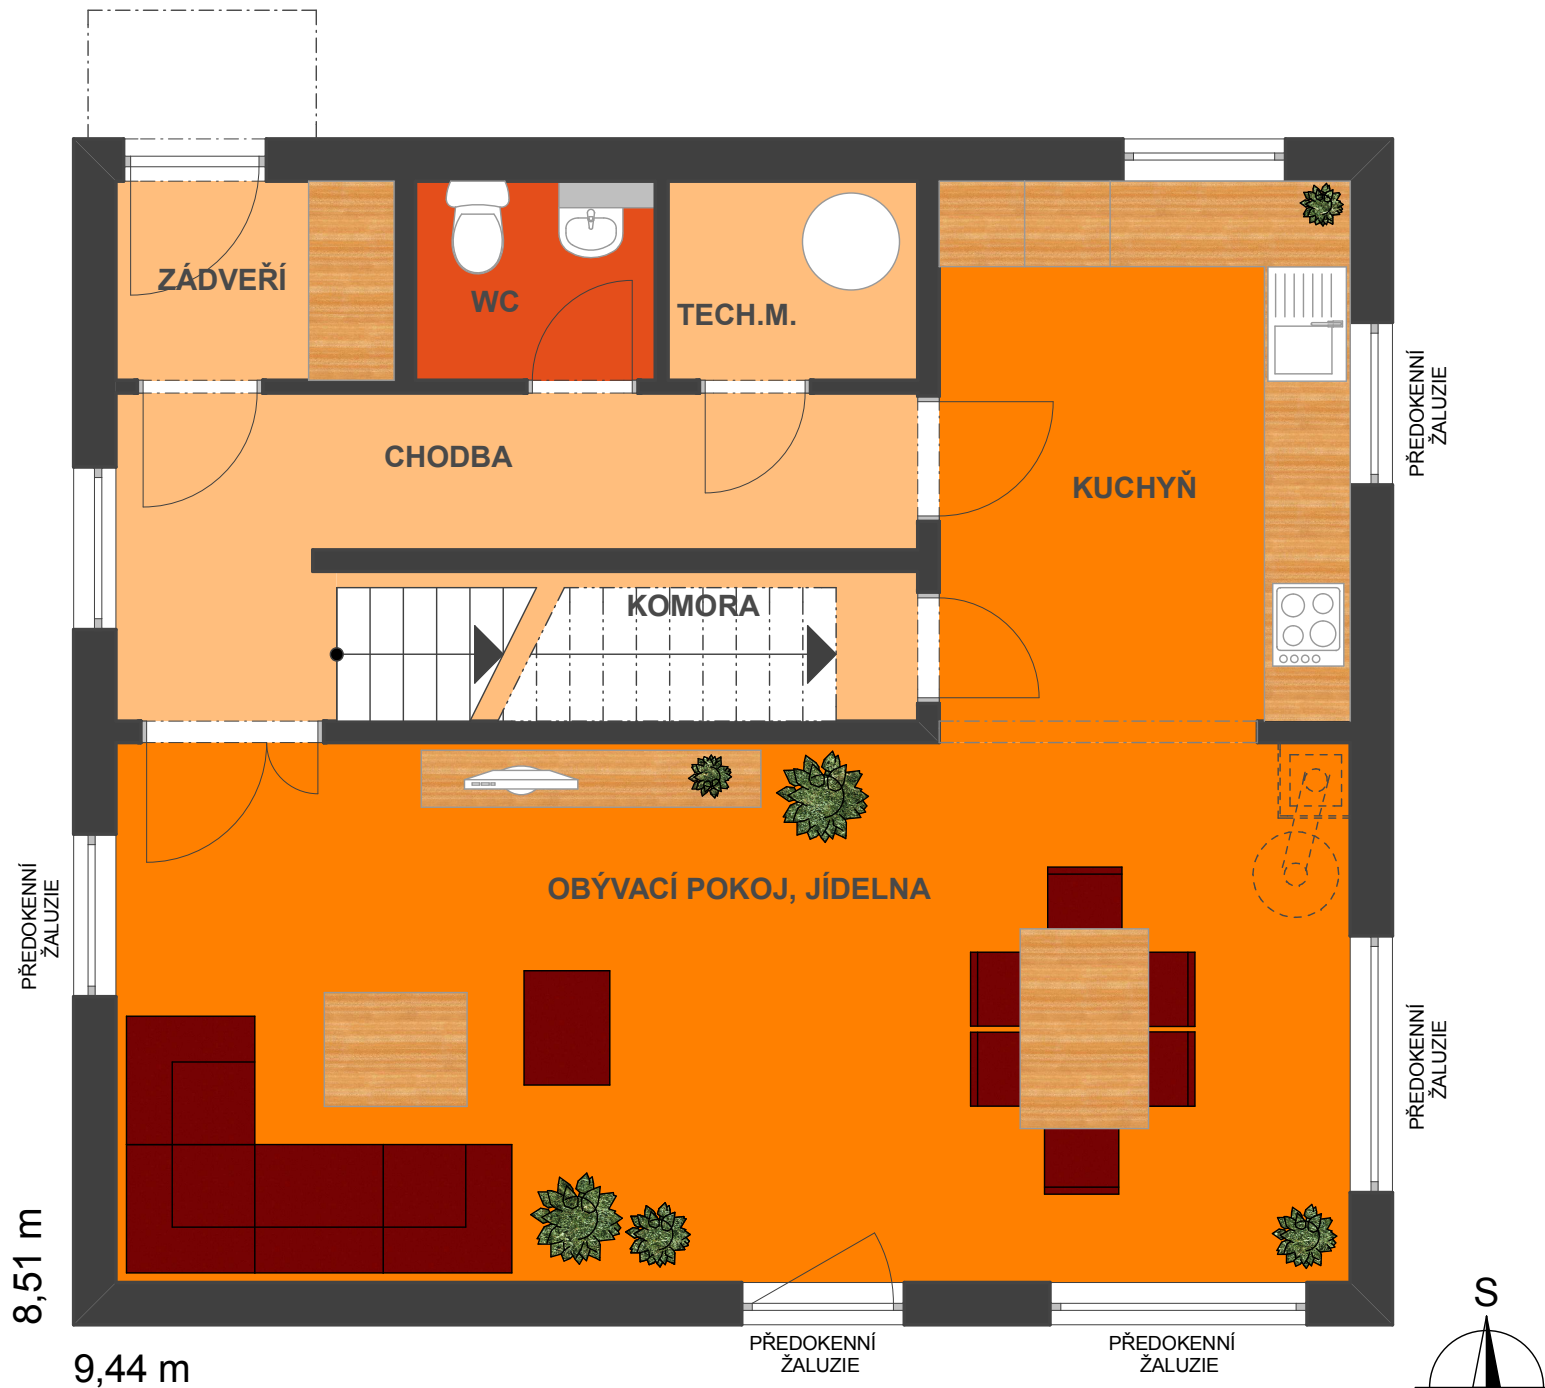 ZÁDVEŘÍ
WC
TECH.M.
PŘEDOKENNÍ
ŽALUZIE
CHODBA
KUCHYŇ
KOMORA
OBÝVACÍ POKOJ, JÍDELNA
PŘEDOKENNÍ
ŽALUZIE
PŘEDOKENNÍ
ŽALUZIE
8,51 m
9,44 m
PŘEDOKENNÍ
ŽALUZIE
PŘEDOKENNÍ
ŽALUZIE
S